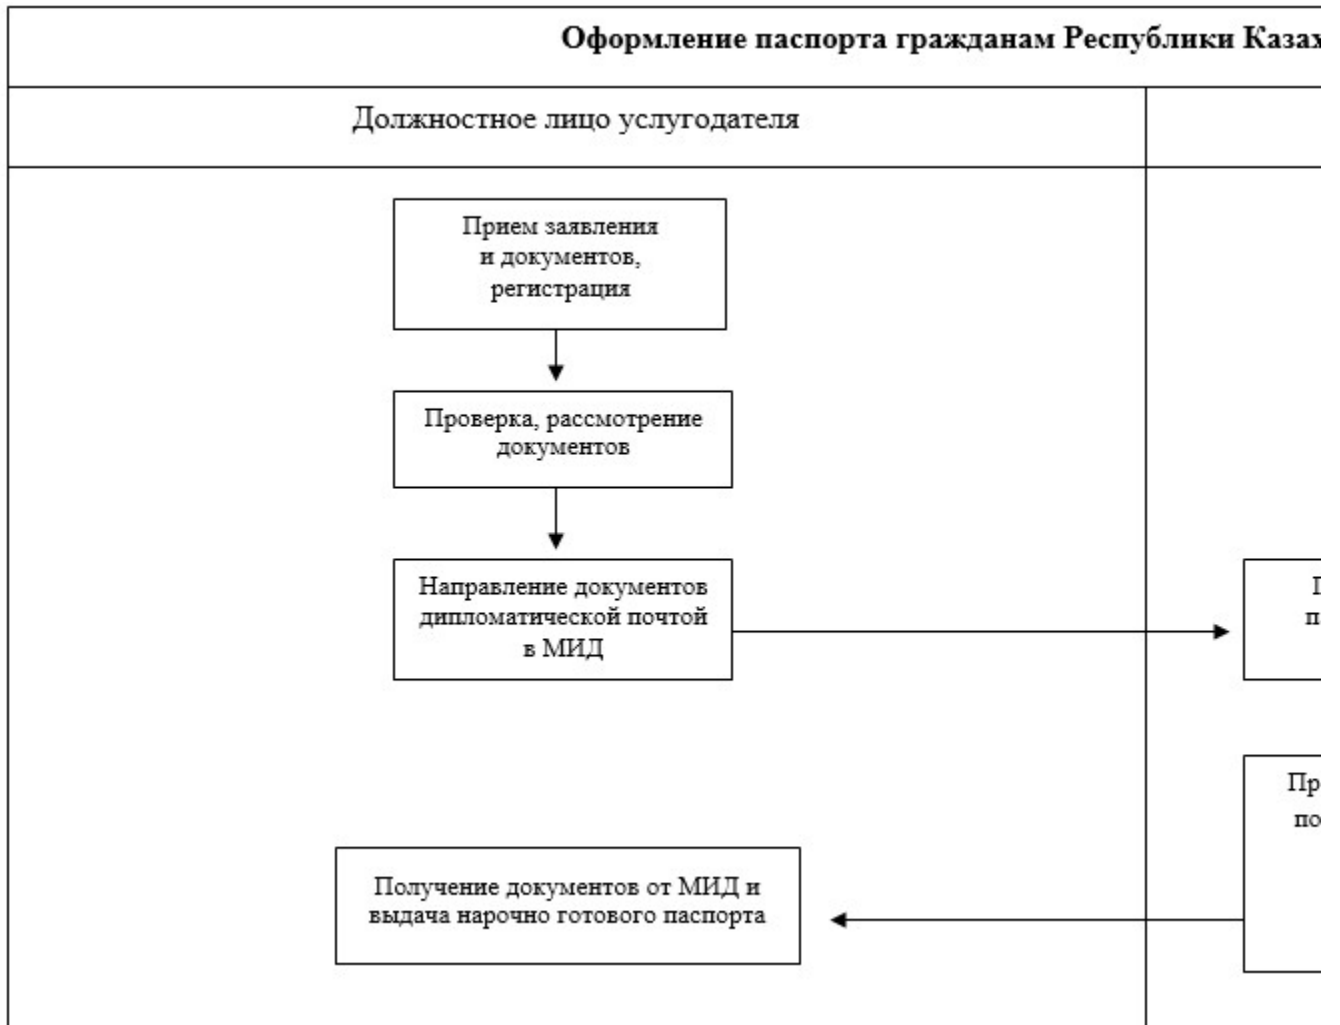 Оформление паспорта гражданам Республики
Должностное лицо услугодателя
Прием заявления
и документов,
регистрация
Проверка, рассмотрение
документов
Направление документов
дипломатической почтой
в МИД
Получение документов от МИД и
выдача нарочно готового паспорта